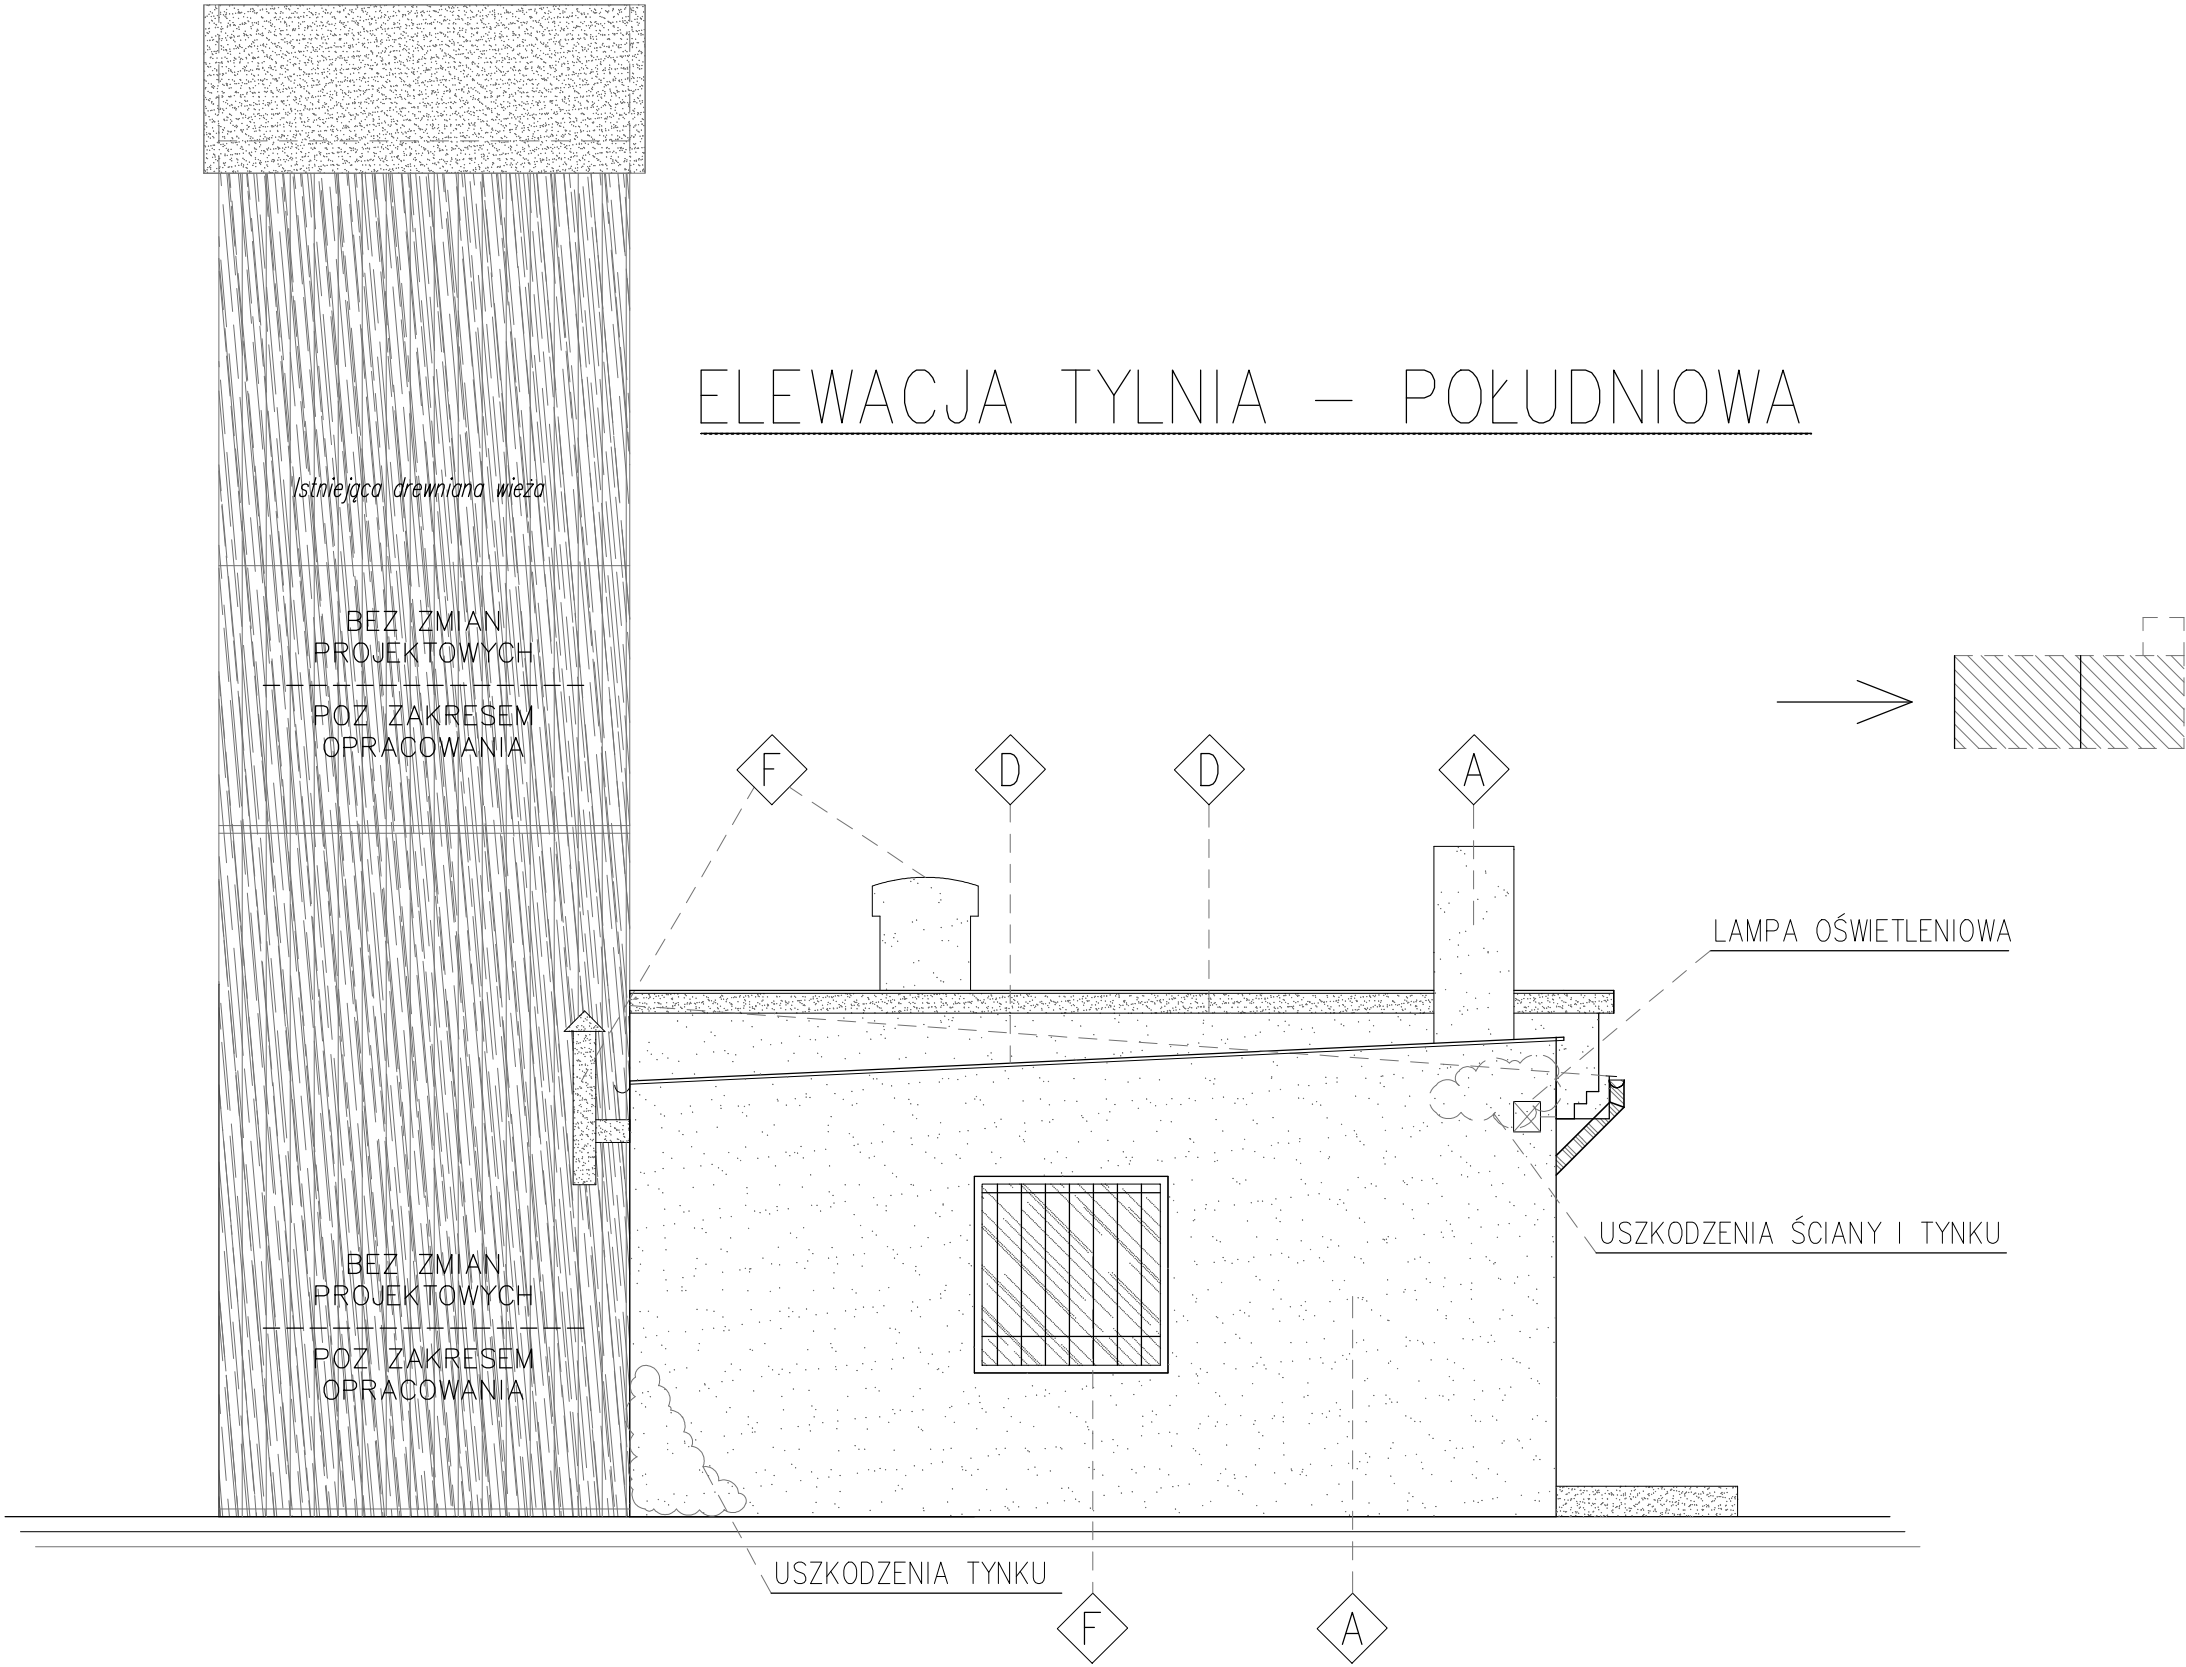 ELEWACJA TYLNIA – POŁUDNIOWA
Istniejąca drewniana wieża
BEZ ZMIAN
PROJEKTOWYCH
POZ ZAKRESEM
OPRACOWANIA
F
D
D
A
LAMPA OŚWIETLENIOWA
USZKODZENIA ŚCIANY I TYNKU
BEZ ZMIAN
PROJEKTOWYCH
POZ ZAKRESEM
OPRACOWANIA
USZKODZENIA TYNKU
F
A